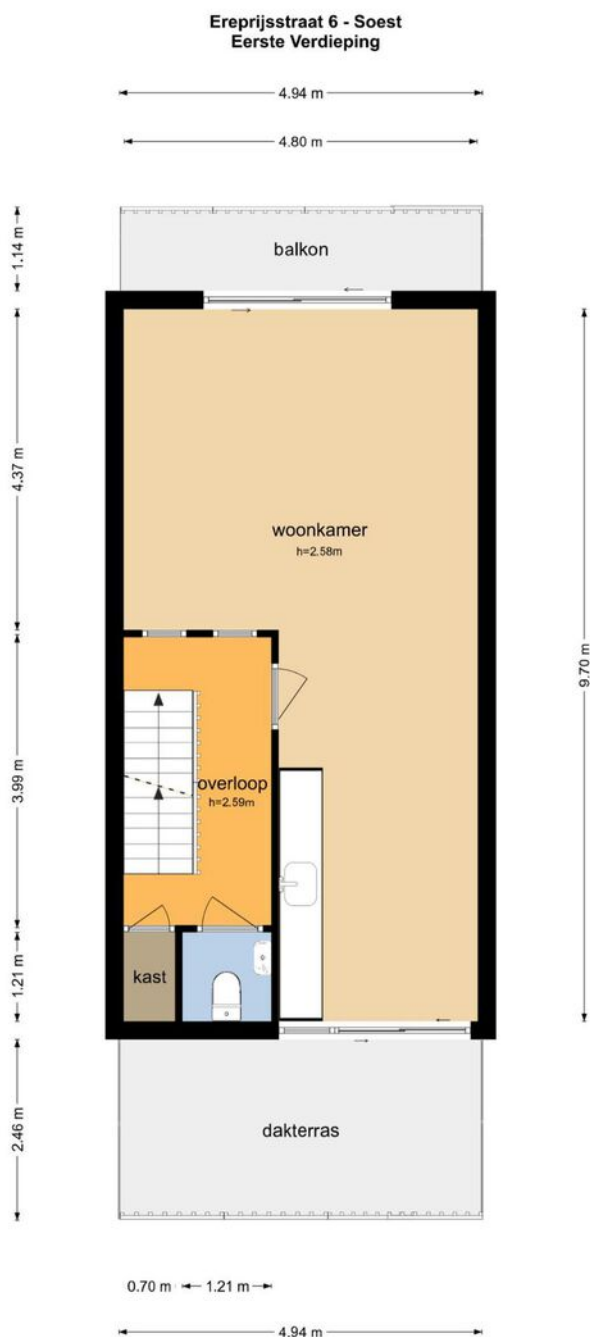 Ereprijsstraat 6 - Soest
Eerste Verdieping
4.94 m
4.80 m
1.14 m
balkon
4.37 m
woonkamer
h=2.58m
9.70 m
3.99 m
overloop
h=2.59m
1.21 m
kast
2.46 m
dakterras
0.70 m
1.21 m
4.94 m